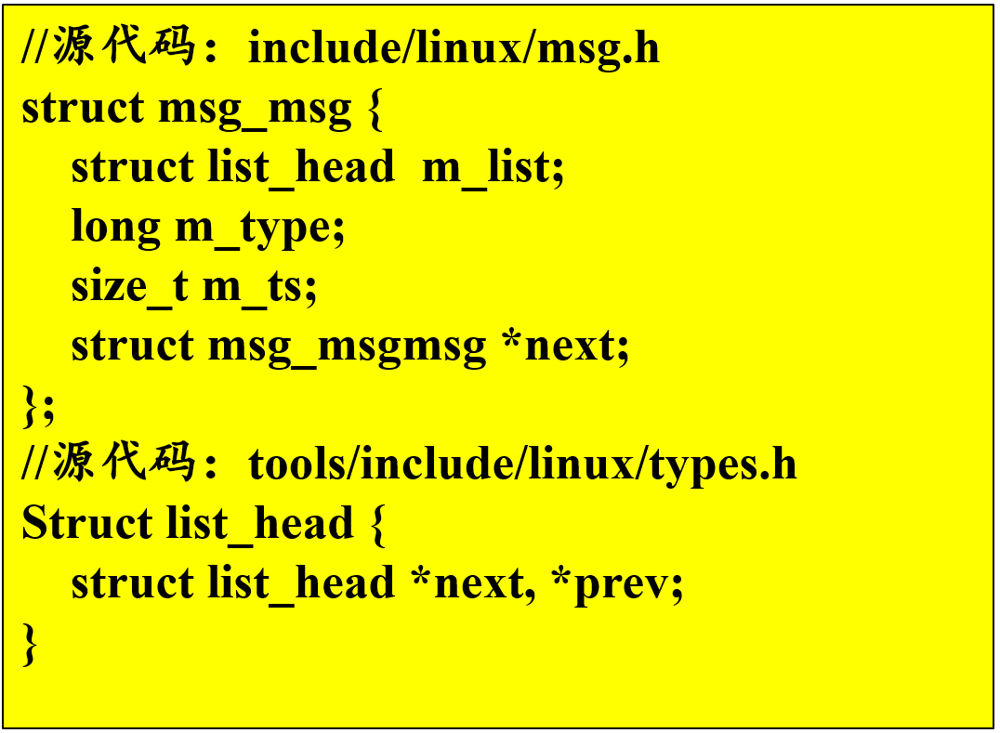 //源代码：include/linux/msg.h
struct msg_msg {
struct list_head m_list;
long m_type;
size_t m_ts;
struct msg_msgmsg *next;
};
//源代码：tools/include/linux/types.h
Struct list_head {
struct list_head *next, *prev;
}